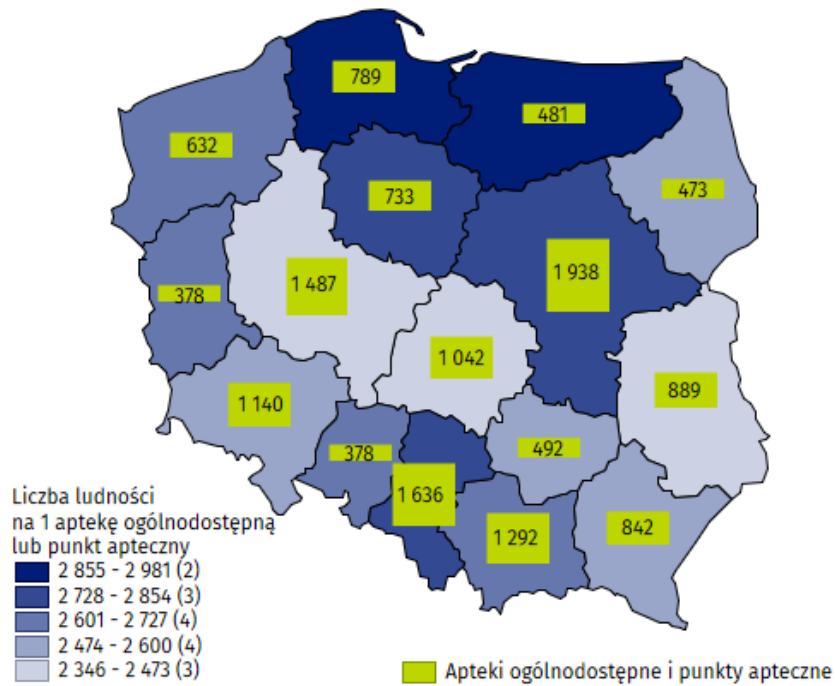 789
481
632
733
473
1 938
378
1 487
1 042
889
1 140
378
492
1 636
1 292
842
Liczba ludności
na 1 aptekę ogólnodostępną
lub punkt apteczny
2 855 - 2 981 (2)
2 728 - 2 854 (3)
2 601 - 2 727 (4)
2 474 - 2 600 (4)
2 346 - 2 473 (3)
Apteki ogólnodostępne i punkty apteczne